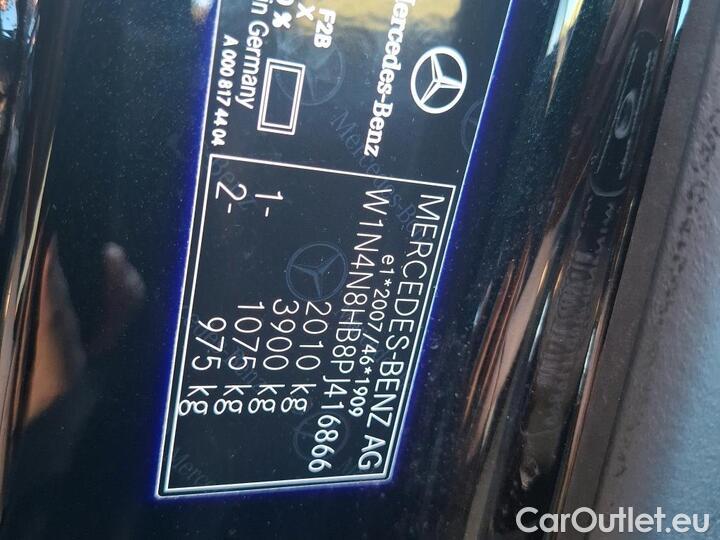 Mercedes-Benz
F2B
X
in Germany
A 000 817 44 04
MERCEDES-BENZ AG
e1*2007/46*1909
W1N4N8HB8PJ416866
2010 kg
3900 kg
1- 1075 kg
2- 975 kg
CarOutlet.eu